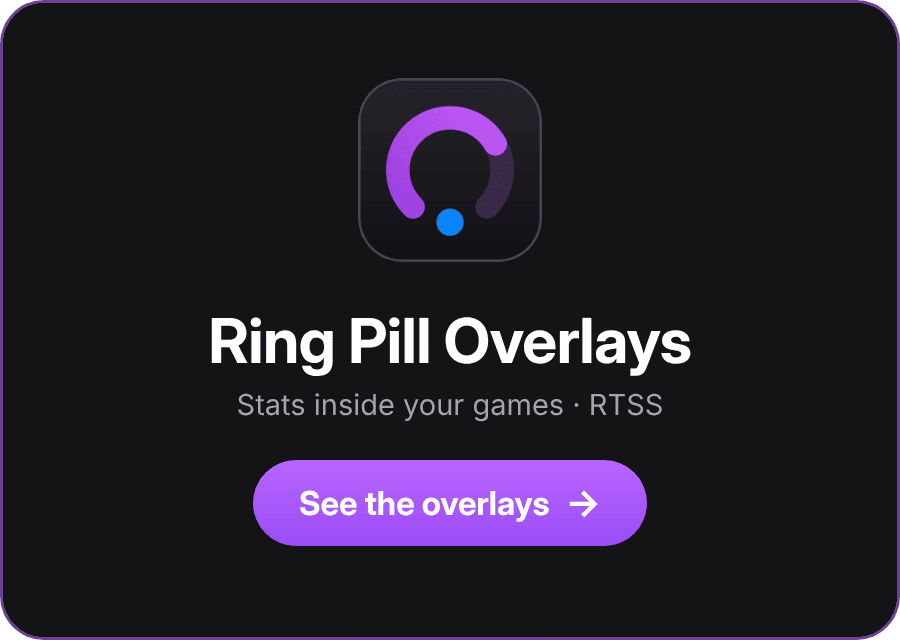 Ring Pill Overlays
Stats inside your games · RTSS
See the overlays →